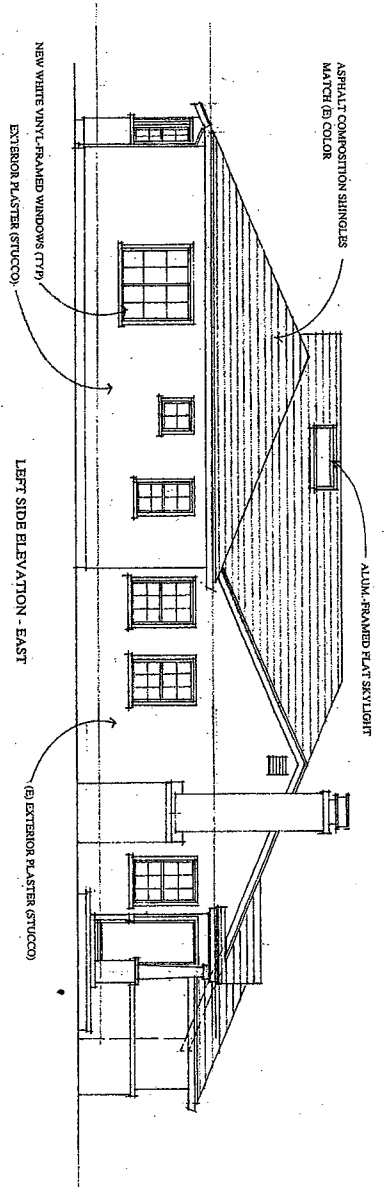 ASPHALT COMPOSITION SHINGLES
MATCH (E) COLOR
ALUM.-FRAMED FLAT SKYLIGHT
NEW WHITE VINYL-FRAMED WINDOWS (TYP)
EXTERIOR PLASTER (STUCCO)
(E) EXTERIOR PLASTER (STUCCO)
LEFT SIDE ELEVATION - EAST